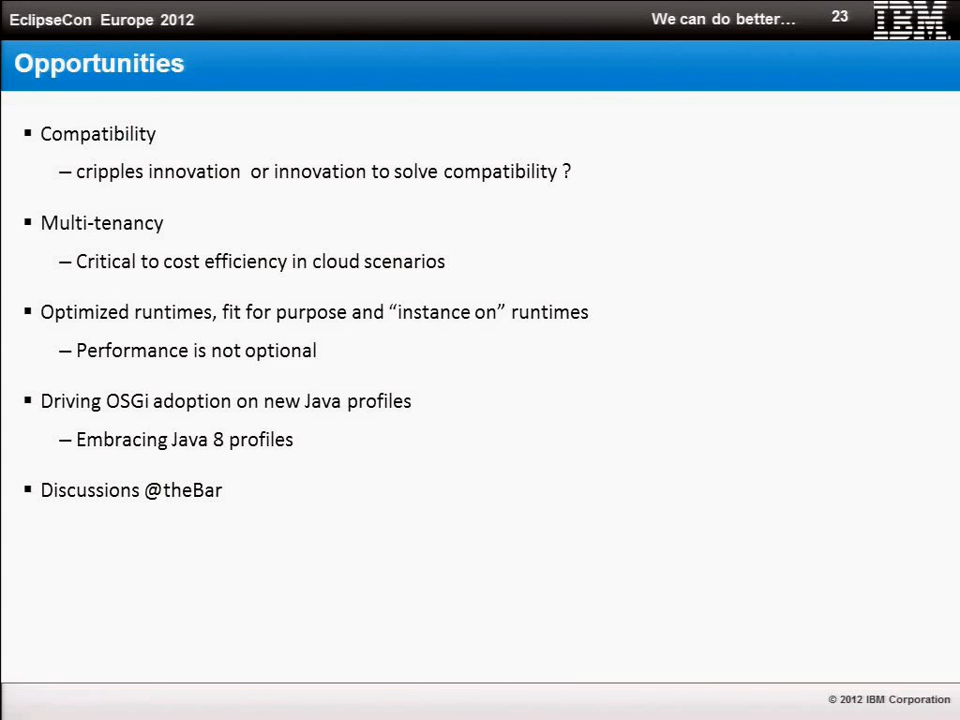 EclipseCon Europe 2012
We can do better…
23
IBM
Opportunities
▪ Compatibility
– cripples innovation or innovation to solve compatibility ?
▪ Multi-tenancy
– Critical to cost efficiency in cloud scenarios
▪ Optimized runtimes, fit for purpose and “instance on” runtimes
– Performance is not optional
▪ Driving OSGi adoption on new Java profiles
– Embracing Java 8 profiles
▪ Discussions @theBar
© 2012 IBM Corporation